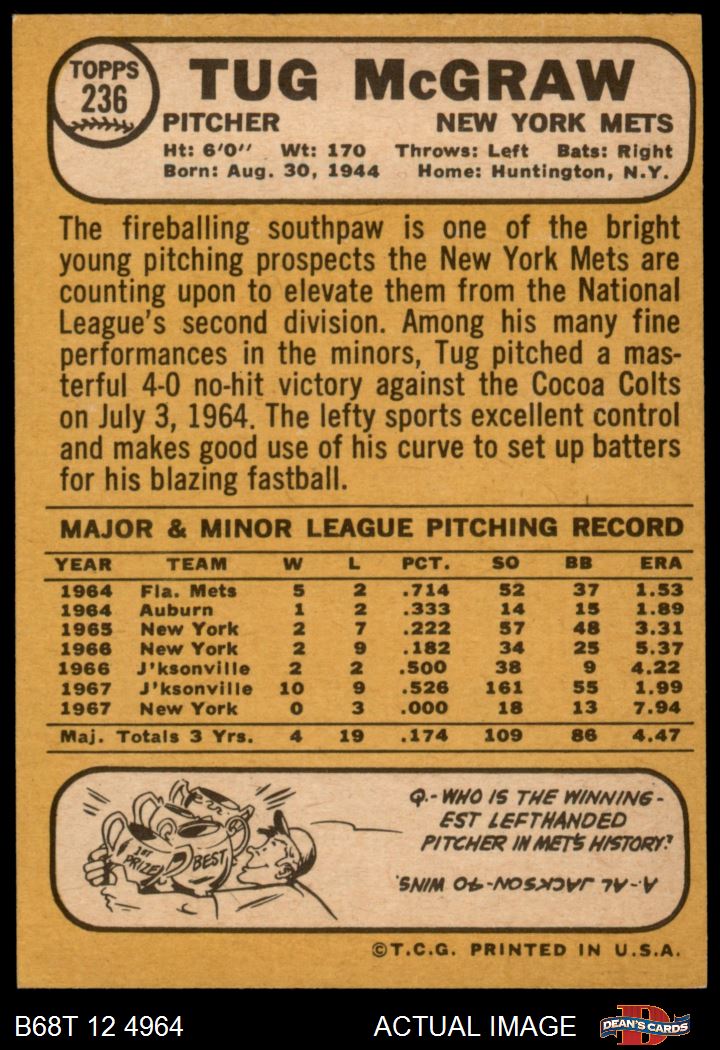 TOPPS
236
TUG McGRAW
PITCHER NEW YORK METS
Ht: 6'0" Wt: 170 Throws: Left Bats: Right
Born: Aug. 30, 1944 Home: Huntington, N.Y.
The fireballing southpaw is one of the bright
young pitching prospects the New York Mets are
counting upon to elevate them from the National
League's second division. Among his many fine
performances in the minors, Tug pitched a mas-
terful 4-0 no-hit victory against the Cocoa Colts
on July 3, 1964. The lefty sports excellent control
and makes good use of his curve to set up batters
for his blazing fastball.
MAJOR & MINOR LEAGUE PITCHING RECORD
YEAR TEAM W L PCT. SO BB ERA
1964 Fla. Mets 5 2 .714 52 37 1.53
1964 Auburn 1 2 .333 14 15 1.89
1965 New York 2 7 .222 57 48 3.31
1966 New York 2 9 .182 34 25 5.37
1966 J'ksonville 2 2 .500 38 9 4.22
1967 J'ksonville 10 9 .526 161 55 1.99
1967 New York 0 3 .000 18 13 7.94
Maj. Totals 3 Yrs. 4 19 .174 109 86 4.47
1ST PRIZE
BEST
Q.- WHO IS THE WINNING-
EST LEFTHANDED
PITCHER IN METS HISTORY?
A.-AL JACKSON-40 WINS.
©T.C.G. PRINTED IN U.S.A.
B68T 12 4964 ACTUAL IMAGE DEAN'S CARDS